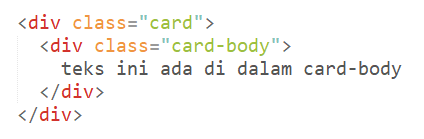 <div class="card">
  <div class="card-body">
    teks ini ada di dalam card-body
  </div>
</div>